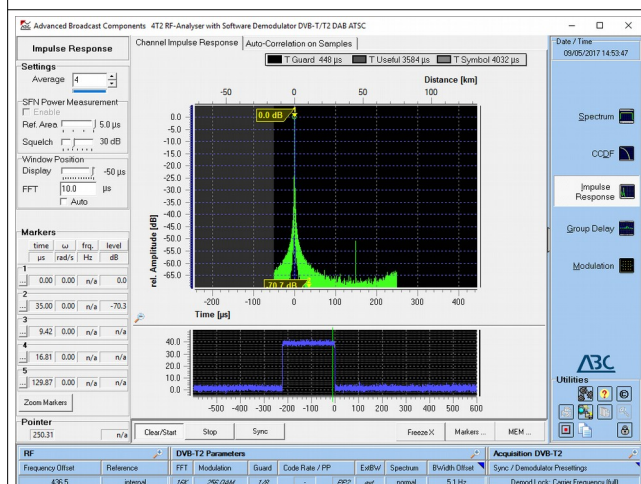 Advanced Broadcast Components 4T2 RF-Analyser with Software Demodulator DVB-T/T2 DAB ATSC
Impulse Response
Settings
Average 4
SFN Power Measurement
Enable
Ref. Area 5.0 µs
Squelch 30 dB
Window Position
Display -50 µs
FFT 10.0 µs
Auto
Markers
time ω frq. level
µs rad/s Hz dB
1
... 0.00 0.00 n/a 0.0
2
... 35.00 0.00 n/a -70.3
3
... 9.42 0.00 n/a n/a
4
... 16.81 0.00 n/a n/a
5
... 129.87 0.00 n/a n/a
Zoom Markers
Pointer
250.31 n/a
Channel Impulse Response Auto-Correlation on Samples
T Guard 448 µs T Useful 3584 µs T Symbol 4032 µs
Distance [km]
-50 0 50 100
rel. Amplitude [dB]
0.0
-5.0
-10.0
-15.0
-20.0
-25.0
-30.0
-35.0
-40.0
-45.0
-50.0
-55.0
-60.0
-65.0
0.0 dB
70.7 dB
-200 -100 0 100 200 300 400
Time [µs]
40.0
30.0
20.0
10.0
0.0
-500 -400 -300 -200 -100 0 100 200 300 400 500 600
Clear/Start Stop Sync Freeze X Markers ... MEM ...
Date / Time
09/05/2017 14:53:47
Spectrum
CCDF
Impulse Response
Group Delay
Modulation
ABC
Utilities
RF
Frequency Offset Reference
436.5 internal
DVB-T2 Parameters
FFT Modulation Guard Code Rate / PP ExtBW Spectrum BWidth Offset
16K 256 QAM 1/8 - PP2 ext. normal 5.1 Hz
Acquisition DVB-T2
Sync / Demodulator Presettings
Demod Lock: Carrier Frequency (full)